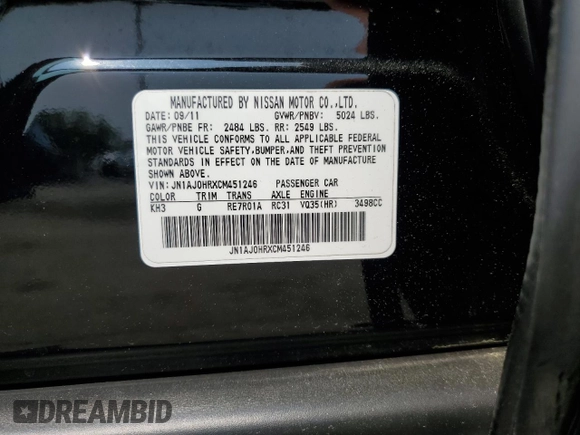 MANUFACTURED BY NISSAN MOTOR CO.,LTD.
DATE: 09/11 GVWR/PNBV: 5024 LBS.
GAWR/PNBE FR: 2484 LBS. RR: 2549 LBS.
THIS VEHICLE CONFORMS TO ALL APPLICABLE FEDERAL
MOTOR VEHICLE SAFETY,BUMPER,AND THEFT PREVENTION
STANDARDS IN EFFECT ON THE DATE OF MANUFACTURE
SHOWN ABOVE.
VIN: JN1AJ0HRXCM451246 PASSENGER CAR
COLOR TRIM TRANS AXLE ENGINE
KH3 G RE7R01A RC31 VQ35(HR) 3498CC
JN1AJ0HRXCM451246
DREAMBID